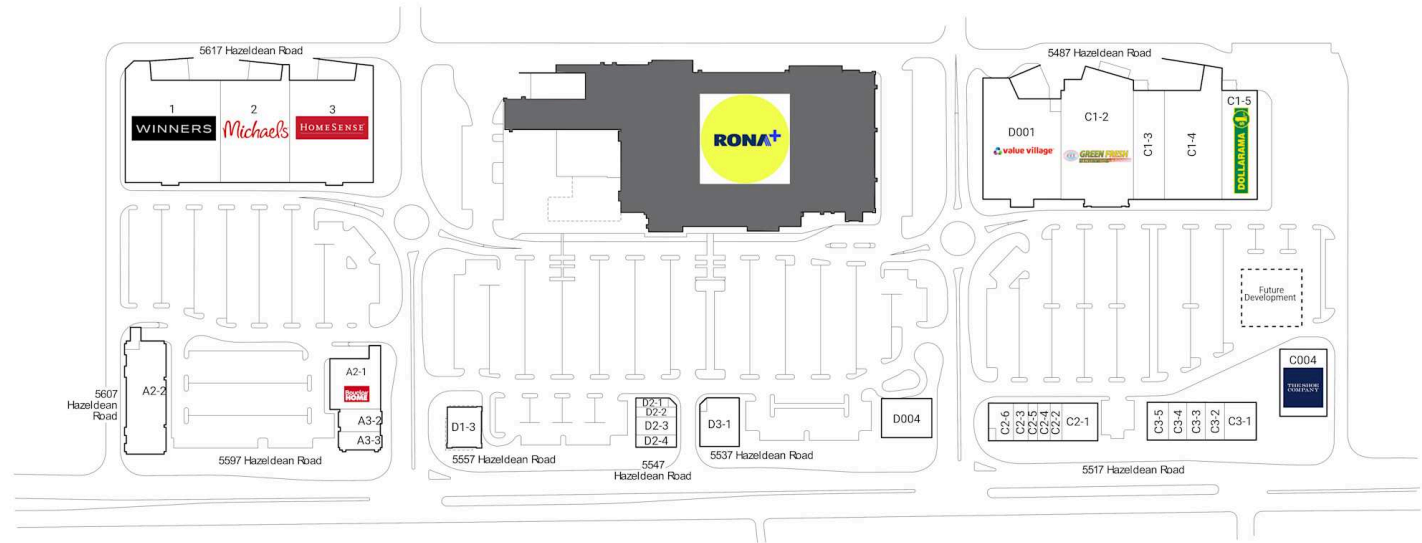 5617 Hazeldean Road
5487 Hazeldean Road
1
2
3
WINNERS
Michaels
HOMESENSE
RONA+
D001
value village
C1-2
GREEN FRESH
C1-3
C1-4
C1-5
DOLLARAMA
Future
Development
5607
Hazeldean
Road
A2-2
A2-1
HOME
A3-2
A3-3
5597 Hazeldean Road
D1-3
5557 Hazeldean Road
D2-1
D2-2
D2-3
D2-4
5547
Hazeldean Road
D3-1
5537 Hazeldean Road
D004
C2-6
C2-3
C2-5
C2-4
C2-2
C2-1
C3-5
C3-4
C3-3
C3-2
C3-1
5517 Hazeldean Road
C004
THE SHOE
COMPANY